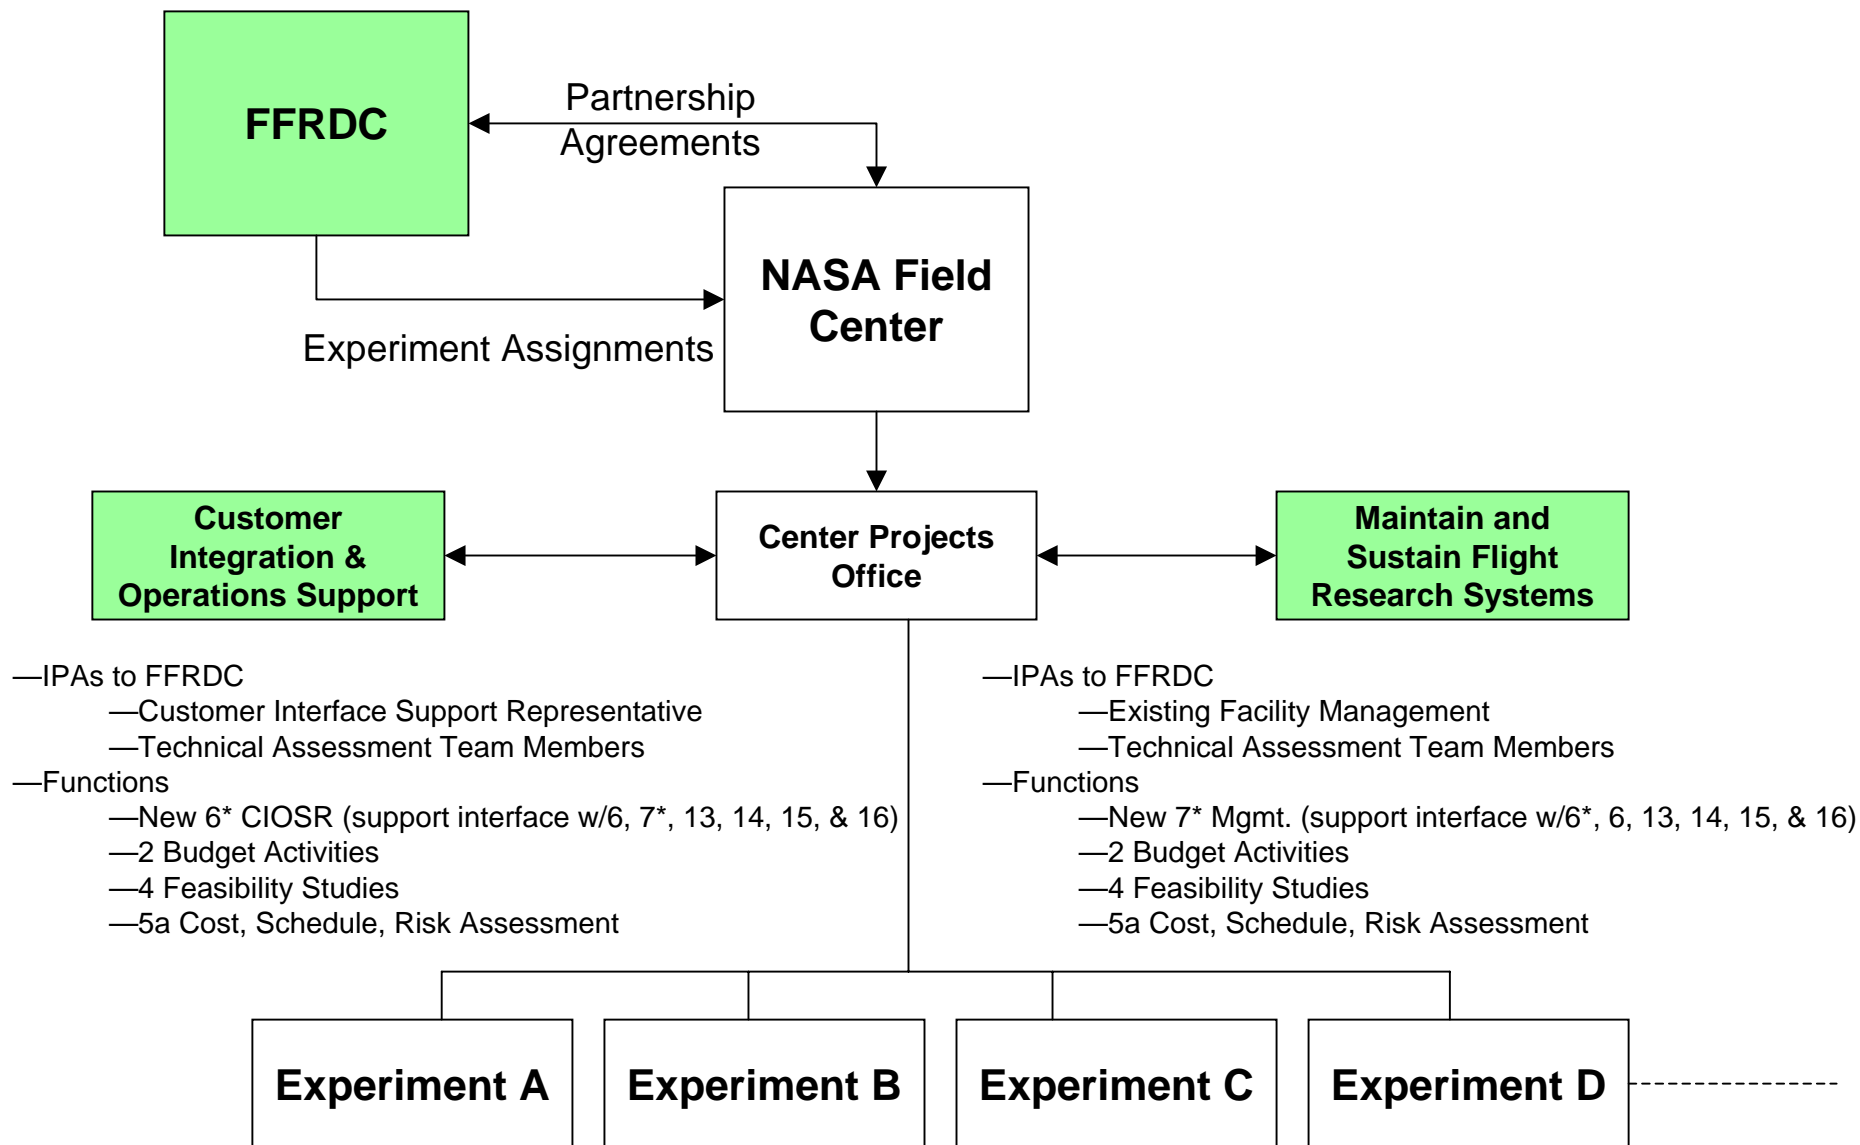 FFRDC
Partnership
Agreements
NASA Field
Center
Experiment Assignments
Customer
Integration &
Operations Support
Center Projects
Office
Maintain and
Sustain Flight
Research Systems
—IPAs to FFRDC
—Customer Interface Support Representative
—Technical Assessment Team Members
—Functions
—New 6* CIOSR (support interface w/6, 7*, 13, 14, 15, & 16)
—2 Budget Activities
—4 Feasibility Studies
—5a Cost, Schedule, Risk Assessment
—IPAs to FFRDC
—Existing Facility Management
—Technical Assessment Team Members
—Functions
—New 7* Mgmt. (support interface w/6*, 6, 13, 14, 15, & 16)
—2 Budget Activities
—4 Feasibility Studies
—5a Cost, Schedule, Risk Assessment
Experiment A
Experiment B
Experiment C
Experiment D